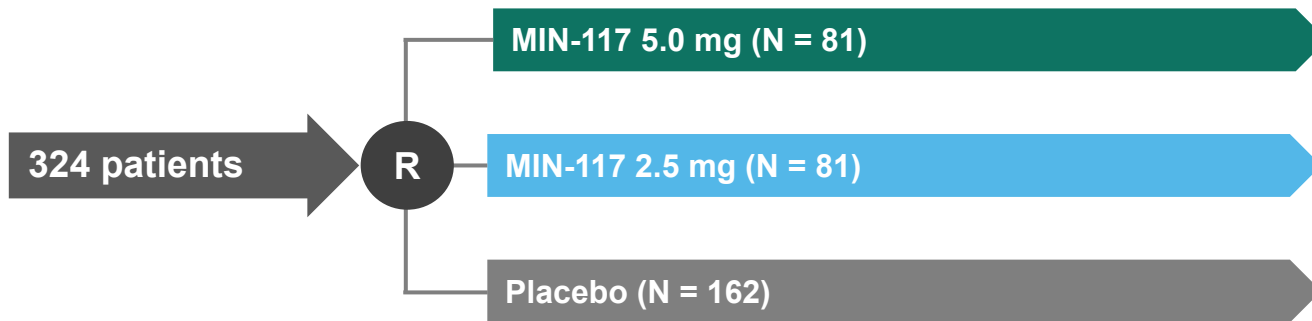 MIN-117 5.0 mg (N = 81)
324 patients
R
MIN-117 2.5 mg (N = 81)
Placebo (N = 162)